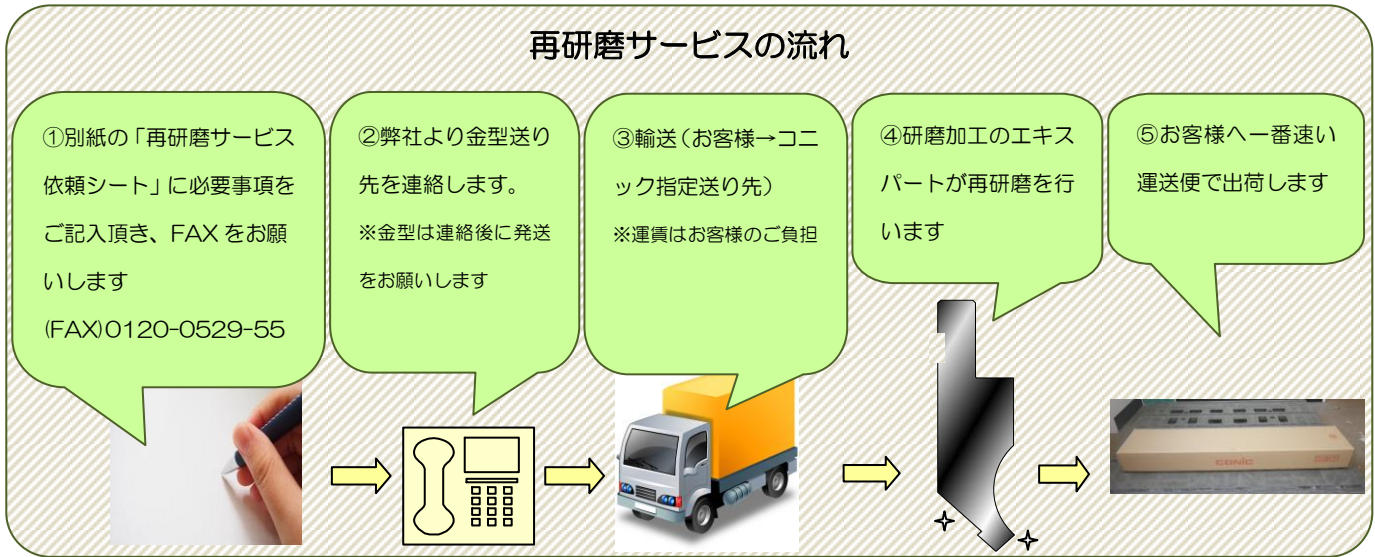 再研磨サービスの流れ
①別紙の「再研磨サービス
依頼シート」に必要事項を
ご記入頂き、FAX をお願
いします
(FAX)0120-0529-55
②弊社より金型送り
先を連絡します。
※金型は連絡後に発送
をお願いします
③輸送(お客様→コニ
ック指定送り先)
※運賃はお客様のご負担
④研磨加工のエキス
パートが再研磨を行
います
⑤お客様へ一番速い
運送便で出荷します
CONIC